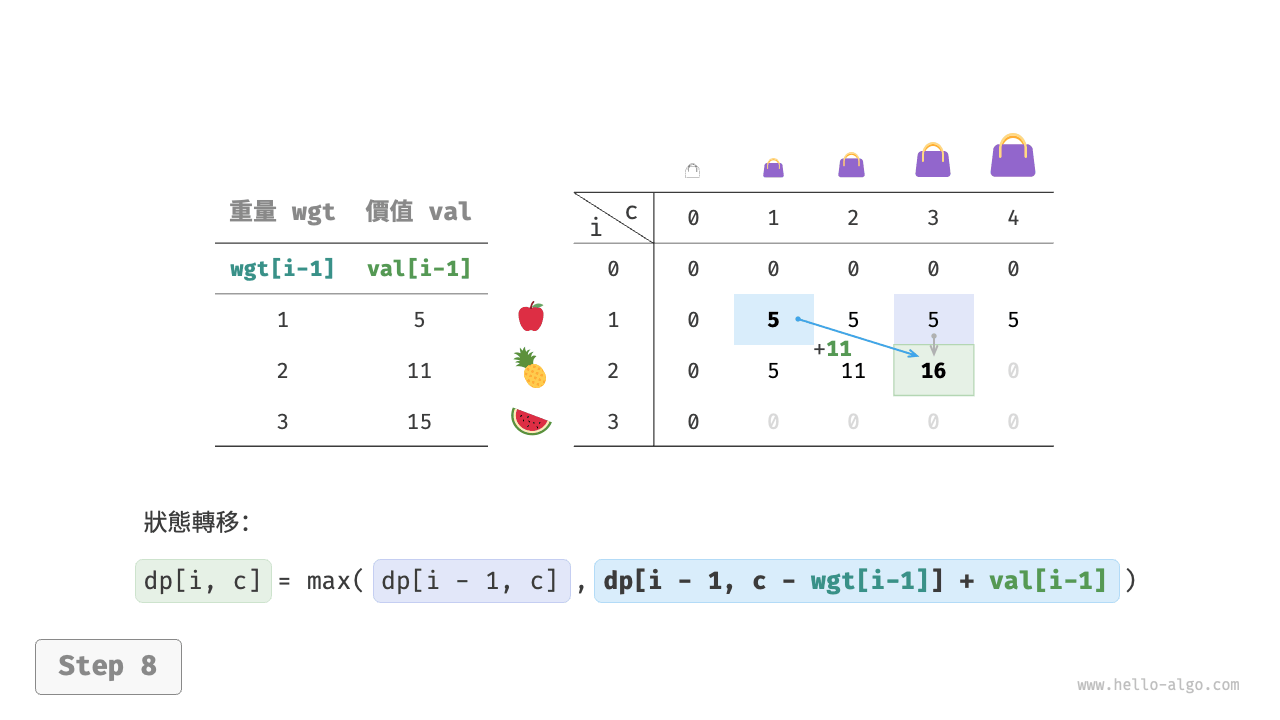 重量 wgt 價值 val
wgt[i-1] val[i-1]
1 5
2 11
3 15
c
i
0 1 2 3 4
0 0 0 0 0 0
1 0 5 5 5 5
+11
2 0 5 11 16 0
3 0 0 0 0 0
狀態轉移：
dp[i, c] = max( dp[i - 1, c] , dp[i - 1, c - wgt[i-1]] + val[i-1] )
Step 8
www.hello-algo.com